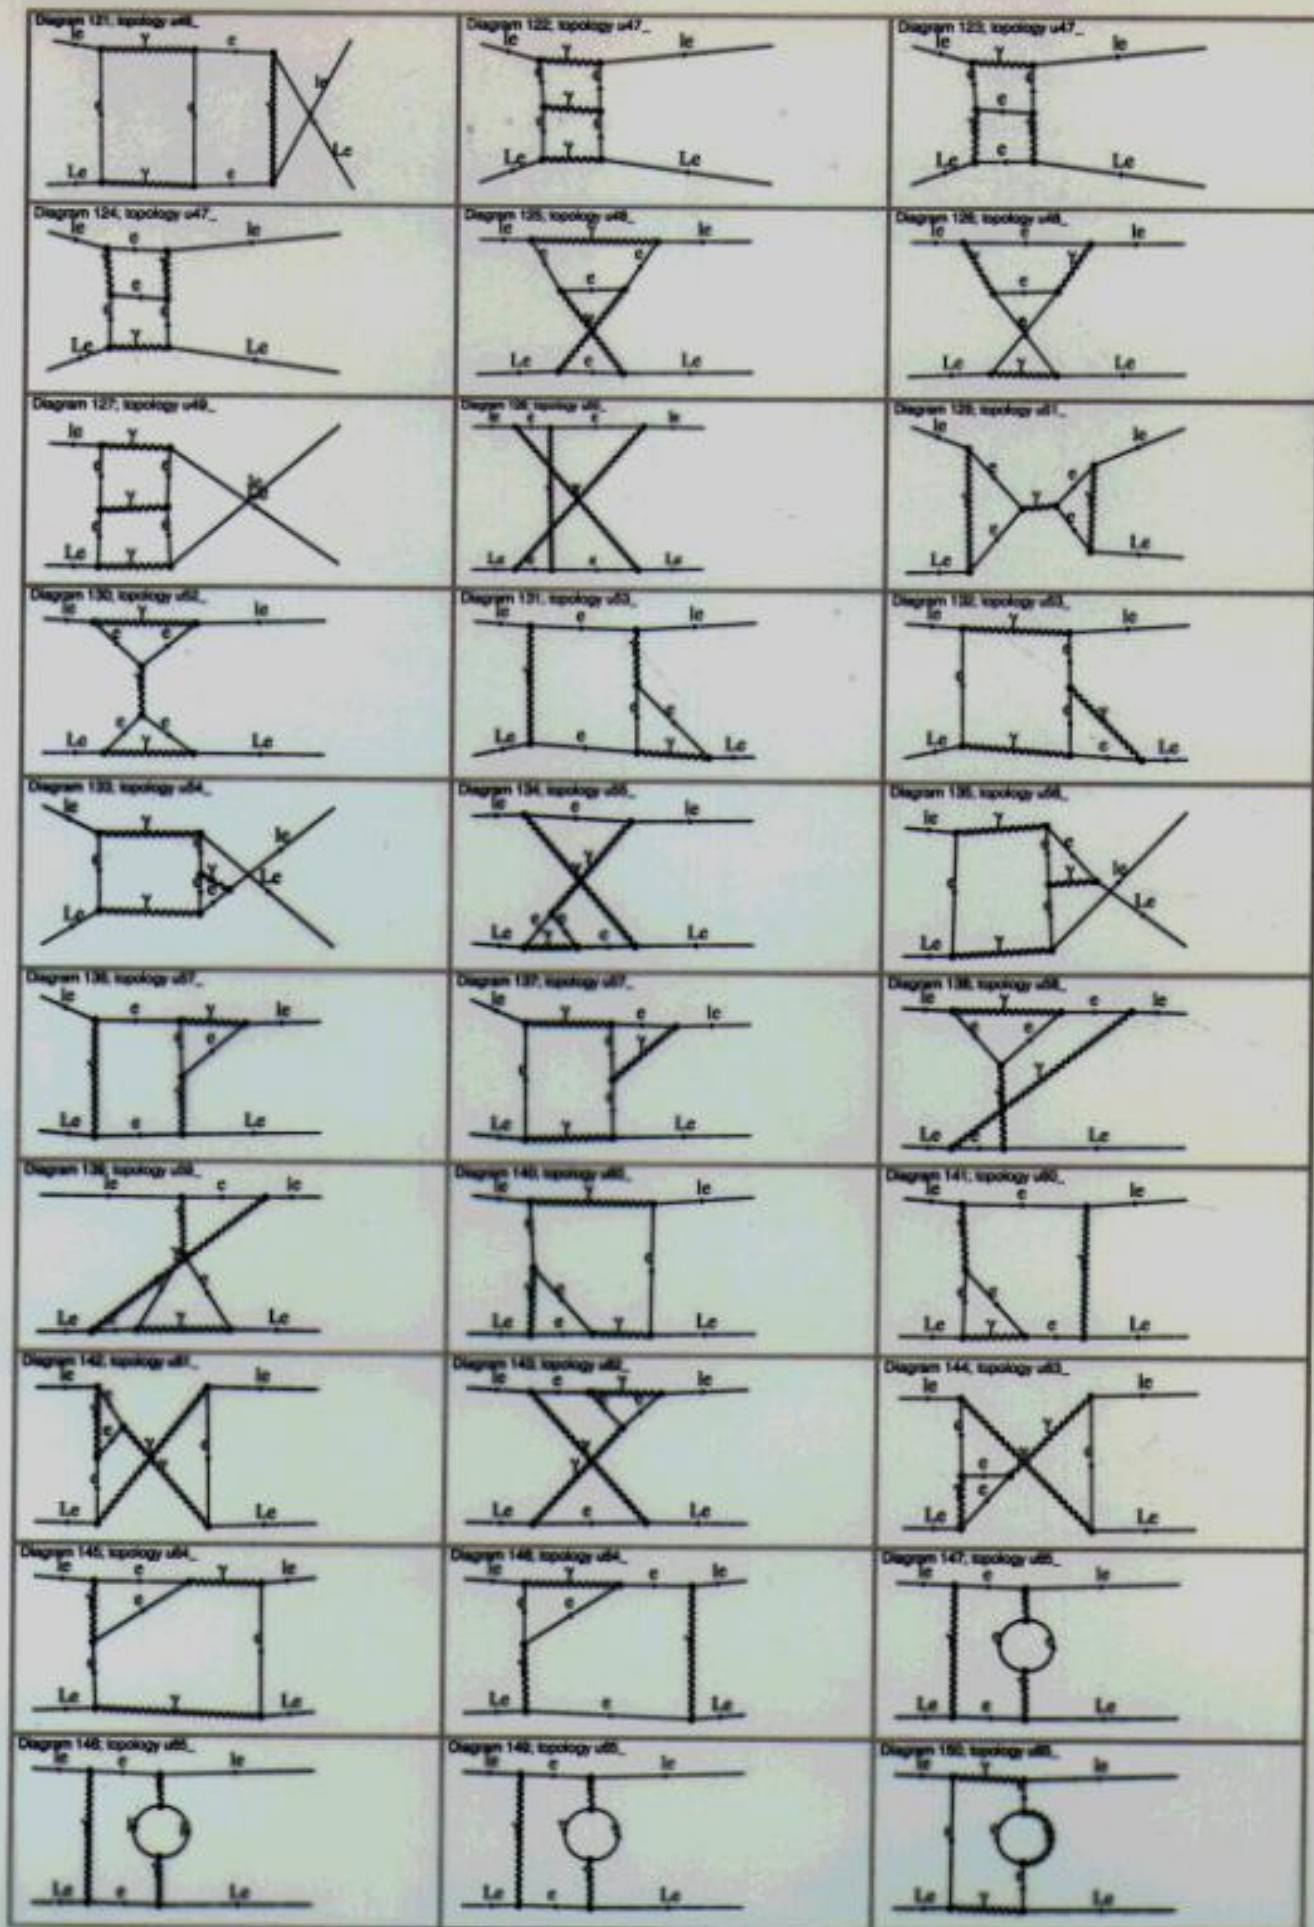 Diagram 121, topology u46_
le γ e
le
Le γ e
Le
Diagram 122, topology u47_
le γ le
γ
Le γ Le
Diagram 123, topology u47_
le γ le
e
Le e Le
Diagram 124, topology u47_
le e le
e
Le γ Le
Diagram 125, topology u48_
le γ le
e
Le e Le
Diagram 126, topology u48_
le e le
e
Le γ Le
Diagram 127, topology u49_
le γ
γ
Le γ
Diagram 128, topology u50_
le e e le
Le e Le
Diagram 129, topology u51_
le le
e γ e
e e
Le Le
Diagram 130, topology u52_
le γ le
e e
e e
Le γ Le
Diagram 131, topology u53_
le e le
e
Le e γ Le
Diagram 132, topology u53_
le γ le
Le γ e Le
Diagram 133, topology u54_
le γ le
γ
e Le
Le γ
Diagram 134, topology u55_
le e le
γ
e e
Le γ e Le
Diagram 135, topology u56_
le γ e
γ le
Le
Le γ
Diagram 136, topology u57_
le e γ le
e
Le e Le
Diagram 137, topology u57_
le γ e le
γ
Le γ Le
Diagram 138, topology u58_
le γ e le
e e
γ
Le e Le
Diagram 139, topology u59_
le e le
e
Le γ Le
Diagram 140, topology u60_
le γ le
e
Le e γ Le
Diagram 141, topology u60_
le e le
e
Le γ e Le
Diagram 142, topology u61_
le le
e
e γ
Le Le
Diagram 143, topology u62_
le e γ le
γ
Le e Le
Diagram 144, topology u63_
le le
γ
e
e
Le Le
Diagram 145, topology u64_
le e γ le
e
Le γ Le
Diagram 146, topology u64_
le γ e le
e
Le e Le
Diagram 147, topology u65_
le e le
Le e Le
Diagram 148, topology u65_
le e le
Le e Le
Diagram 149, topology u65_
le e le
Le e Le
Diagram 150, topology u65_
le γ le
Le γ Le